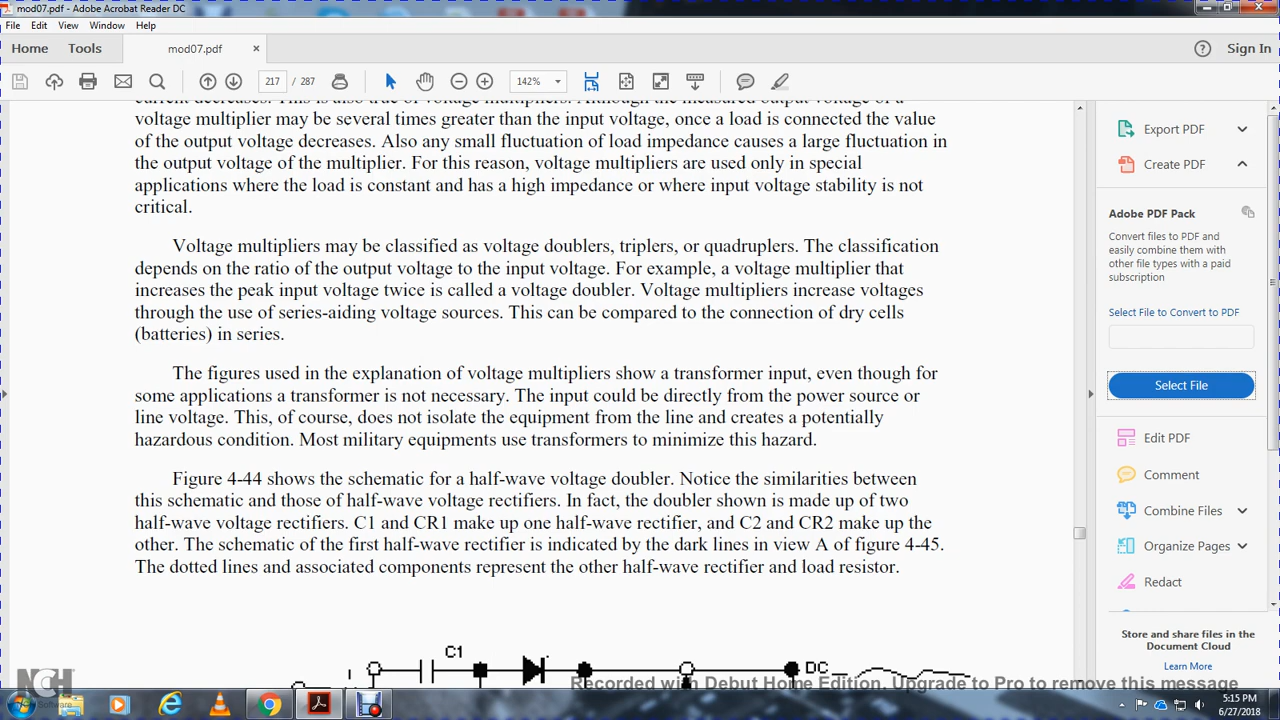 mod07.pdf - Adobe Acrobat Reader DC
File Edit View Window Help
Home Tools mod07.pdf × ? Sign In
217 / 287 142%
current decreases. This is also true of voltage multipliers. Although the measured output voltage of a
voltage multiplier may be several times greater than the input voltage, once a load is connected the value
of the output voltage decreases. Also any small fluctuation of load impedance causes a large fluctuation in
the output voltage of the multiplier. For this reason, voltage multipliers are used only in special
applications where the load is constant and has a high impedance or where input voltage stability is not
critical.
Voltage multipliers may be classified as voltage doublers, triplers, or quadruplers. The classification
depends on the ratio of the output voltage to the input voltage. For example, a voltage multiplier that
increases the peak input voltage twice is called a voltage doubler. Voltage multipliers increase voltages
through the use of series-aiding voltage sources. This can be compared to the connection of dry cells
(batteries) in series.
The figures used in the explanation of voltage multipliers show a transformer input, even though for
some applications a transformer is not necessary. The input could be directly from the power source or
line voltage. This, of course, does not isolate the equipment from the line and creates a potentially
hazardous condition. Most military equipments use transformers to minimize this hazard.
Figure 4-44 shows the schematic for a half-wave voltage doubler. Notice the similarities between
this schematic and those of half-wave voltage rectifiers. In fact, the doubler shown is made up of two
half-wave voltage rectifiers. C1 and CR1 make up one half-wave rectifier, and C2 and CR2 make up the
other. The schematic of the first half-wave rectifier is indicated by the dark lines in view A of figure 4-45.
The dotted lines and associated components represent the other half-wave rectifier and load resistor.
C1
DC
Export PDF
Create PDF
Adobe PDF Pack
Convert files to PDF and
easily combine them with
other file types with a paid
subscription
Select File to Convert to PDF
Select File
Edit PDF
Comment
Combine Files
Organize Pages
Redact
Store and share files in the
Document Cloud
Learn More
NCH
Software
Recorded with Debut Home Edition. Upgrade to Pro to remove this message
5:15 PM
6/27/2018